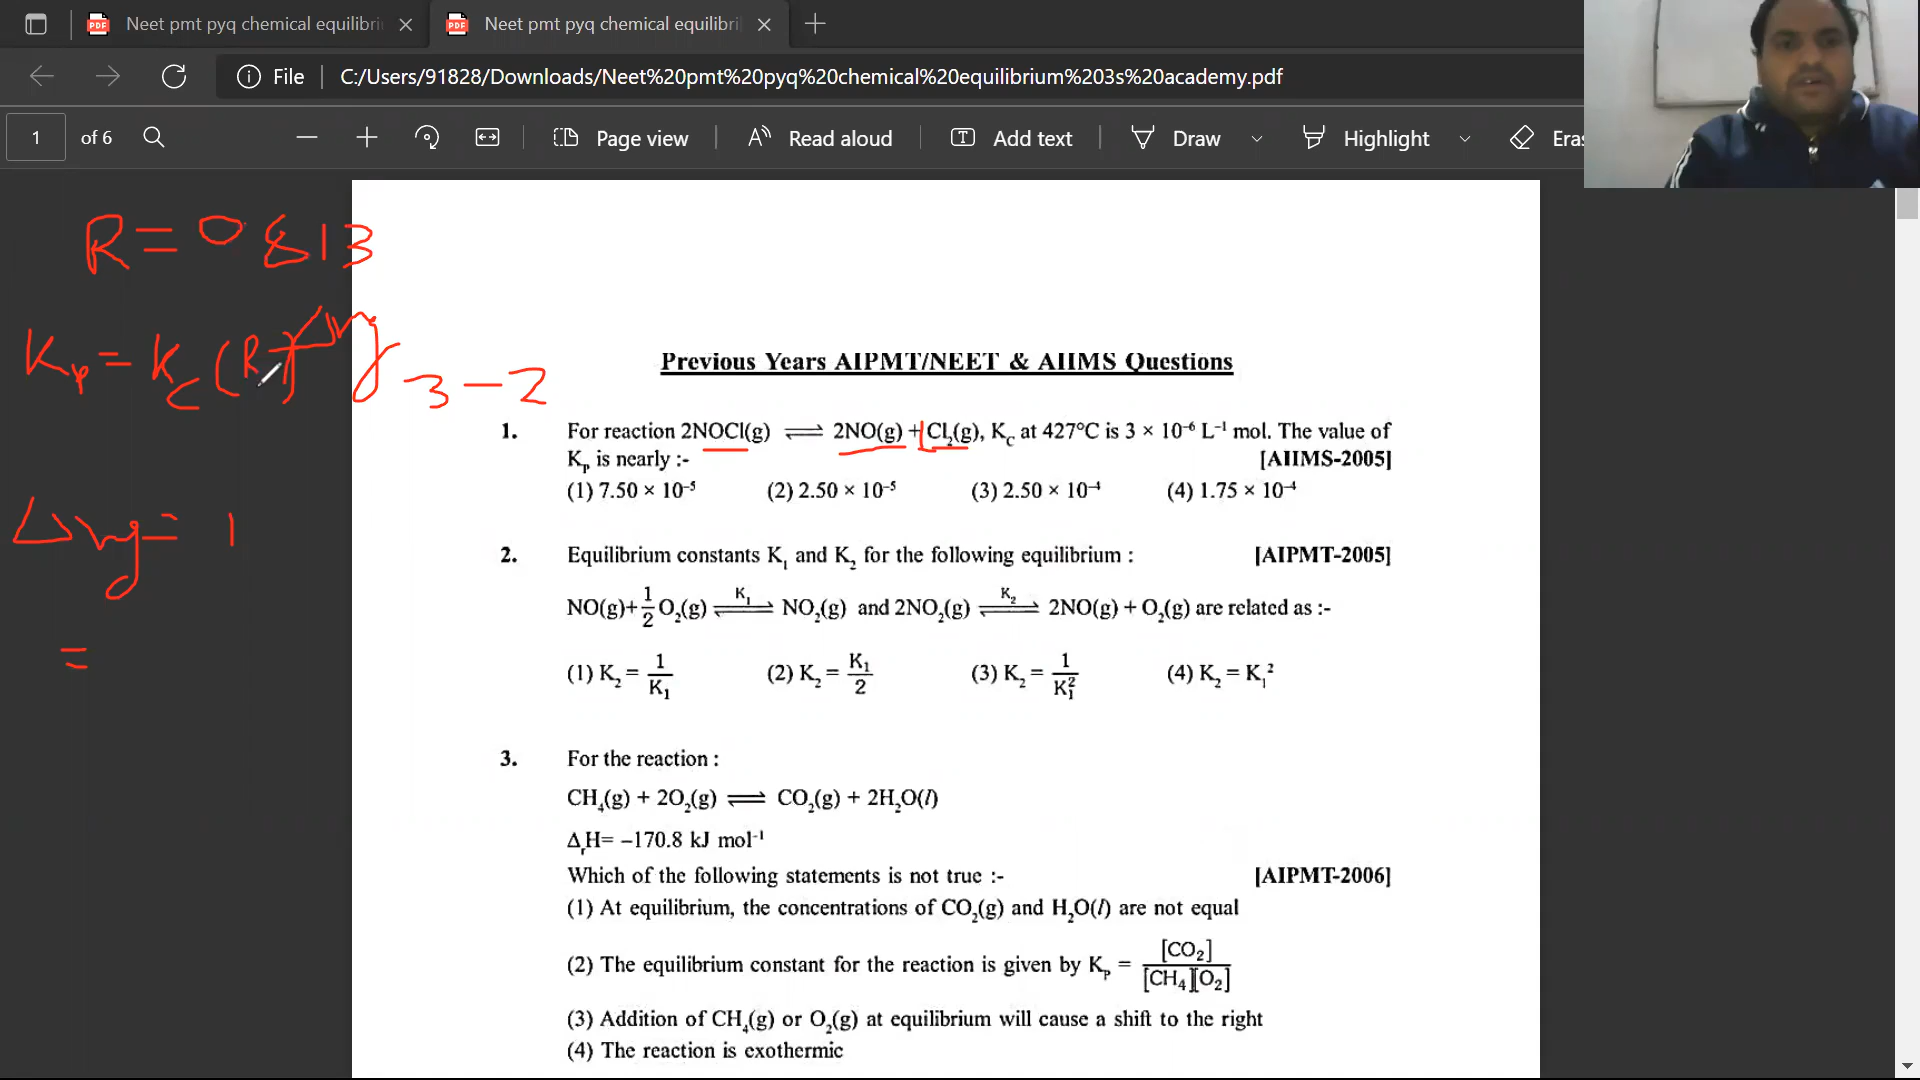 Neet pmt pyq chemical equilibri
Neet pmt pyq chemical equilibri
File
C:/Users/91828/Downloads/Neet%20pmt%20pyq%20chemical%20equilibrium%203s%20academy.pdf
1 of 6
Page view
Read aloud
Add text
Draw
Highlight
Eras
R = 0813
Kp = Kc (RT)^Δng
3 - 2
Δng = 1
=
Previous Years AIPMT/NEET & AIIMS Questions
1. For reaction 2NOCl(g) ⇌ 2NO(g) + Cl₂(g), K_C at 427°C is 3 × 10⁻⁶ L⁻¹ mol. The value of
K_p is nearly :- [AIIMS-2005]
(1) 7.50 × 10⁻⁵ (2) 2.50 × 10⁻⁵ (3) 2.50 × 10⁻⁴ (4) 1.75 × 10⁻⁴
2. Equilibrium constants K₁ and K₂ for the following equilibrium : [AIPMT-2005]
NO(g)+1/2 O₂(g) ⇌(K₁) NO₂(g) and 2NO₂(g) ⇌(K₂) 2NO(g) + O₂(g) are related as :-
(1) K₂ = 1/K₁ (2) K₂ = K₁/2 (3) K₂ = 1/K₁² (4) K₂ = K₁²
3. For the reaction :
CH₄(g) + 2O₂(g) ⇌ CO₂(g) + 2H₂O(l)
ΔᵣH= −170.8 kJ mol⁻¹
Which of the following statements is not true :- [AIPMT-2006]
(1) At equilibrium, the concentrations of CO₂(g) and H₂O(l) are not equal
(2) The equilibrium constant for the reaction is given by K_p = [CO₂]/[CH₄][O₂]
(3) Addition of CH₄(g) or O₂(g) at equilibrium will cause a shift to the right
(4) The reaction is exothermic